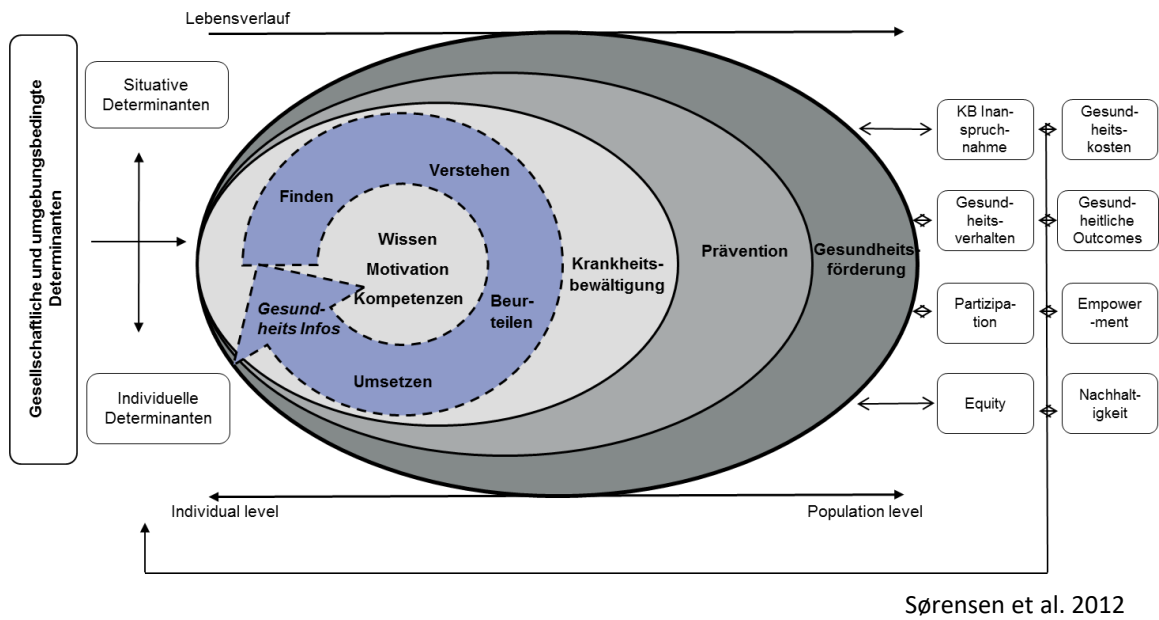 Lebensverlauf
Gesellschaftliche und umgebungsbedingte
Determinanten
Situative
Determinanten
Individuelle
Determinanten
Finden
Verstehen
Beur-
teilen
Umsetzen
Gesund-
heits Infos
Wissen
Motivation
Kompetenzen
Krankheits-
bewältigung
Prävention
Gesundheits-
förderung
KB Inan-
spruch-
nahme
Gesund-
heits-
kosten
Gesund-
heits-
verhalten
Gesund-
heitliche
Outcomes
Partizipa-
tion
Empower
-ment
Equity
Nachhalt-
igkeit
Individual level
Population level
Sørensen et al. 2012